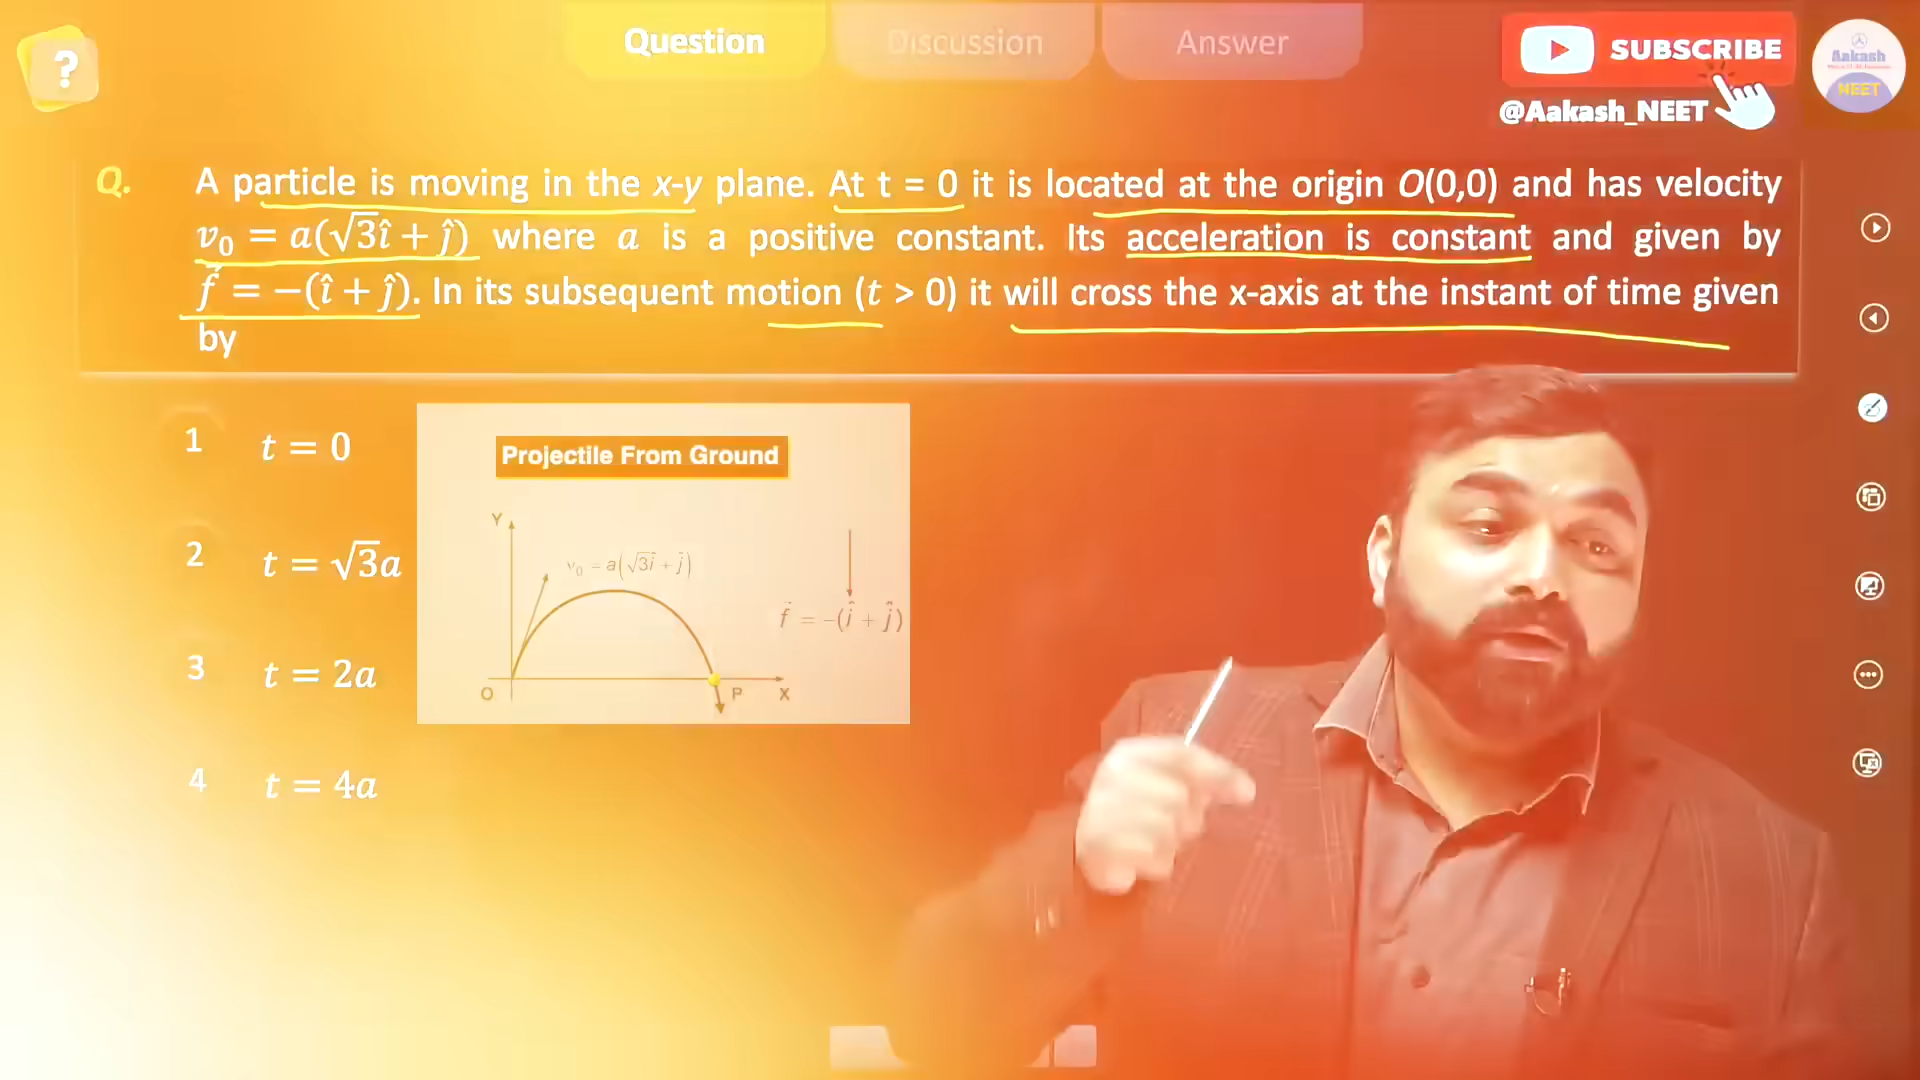 ?
Question
Discussion
Answer
SUBSCRIBE
@Aakash_NEET
Aakash
NEET
Q. A particle is moving in the x-y plane. At t = 0 it is located at the origin O(0,0) and has velocity
v₀ = a(√3î + ĵ) where a is a positive constant. Its acceleration is constant and given by
f⃗ = −(î + ĵ). In its subsequent motion (t > 0) it will cross the x-axis at the instant of time given
by
1 t = 0
2 t = √3a
3 t = 2a
4 t = 4a
Projectile From Ground
Y
v₀ = a(√3î + ĵ)
f⃗ = −(î + ĵ)
O
P
X